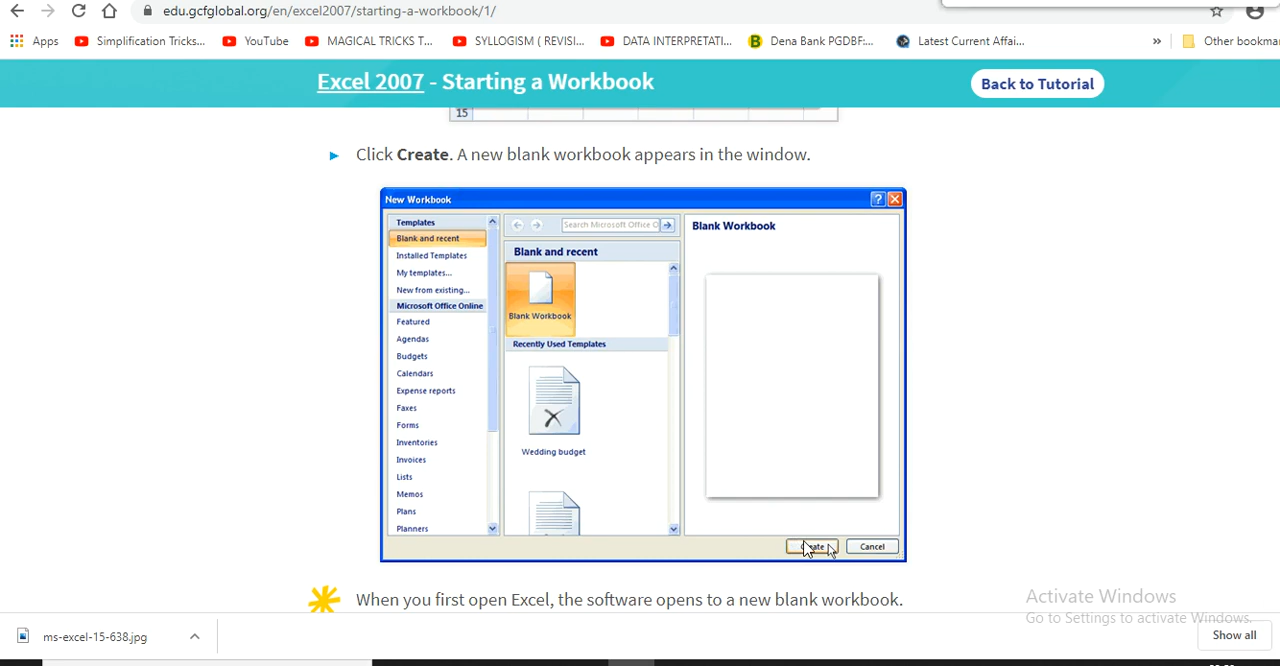 edu.gcfglobal.org/en/excel2007/starting-a-workbook/1/
Apps Simplification Tricks... YouTube MAGICAL TRICKS T... SYLLOGISM ( REVISI... DATA INTERPRETATI... Dena Bank PGDBF:... Latest Current Affai... » Other bookma
Excel 2007 - Starting a Workbook
Back to Tutorial
15
Click Create. A new blank workbook appears in the window.
New Workbook
Templates
Blank and recent
Installed Templates
My templates...
New from existing...
Microsoft Office Online
Featured
Agendas
Budgets
Calendars
Expense reports
Faxes
Forms
Inventories
Invoices
Lists
Memos
Plans
Planners
Search Microsoft Office O
Blank and recent
Blank Workbook
Recently Used Templates
Wedding budget
Blank Workbook
Create Cancel
When you first open Excel, the software opens to a new blank workbook.
Activate Windows
Go to Settings to activate Windows.
ms-excel-15-638.jpg
Show all